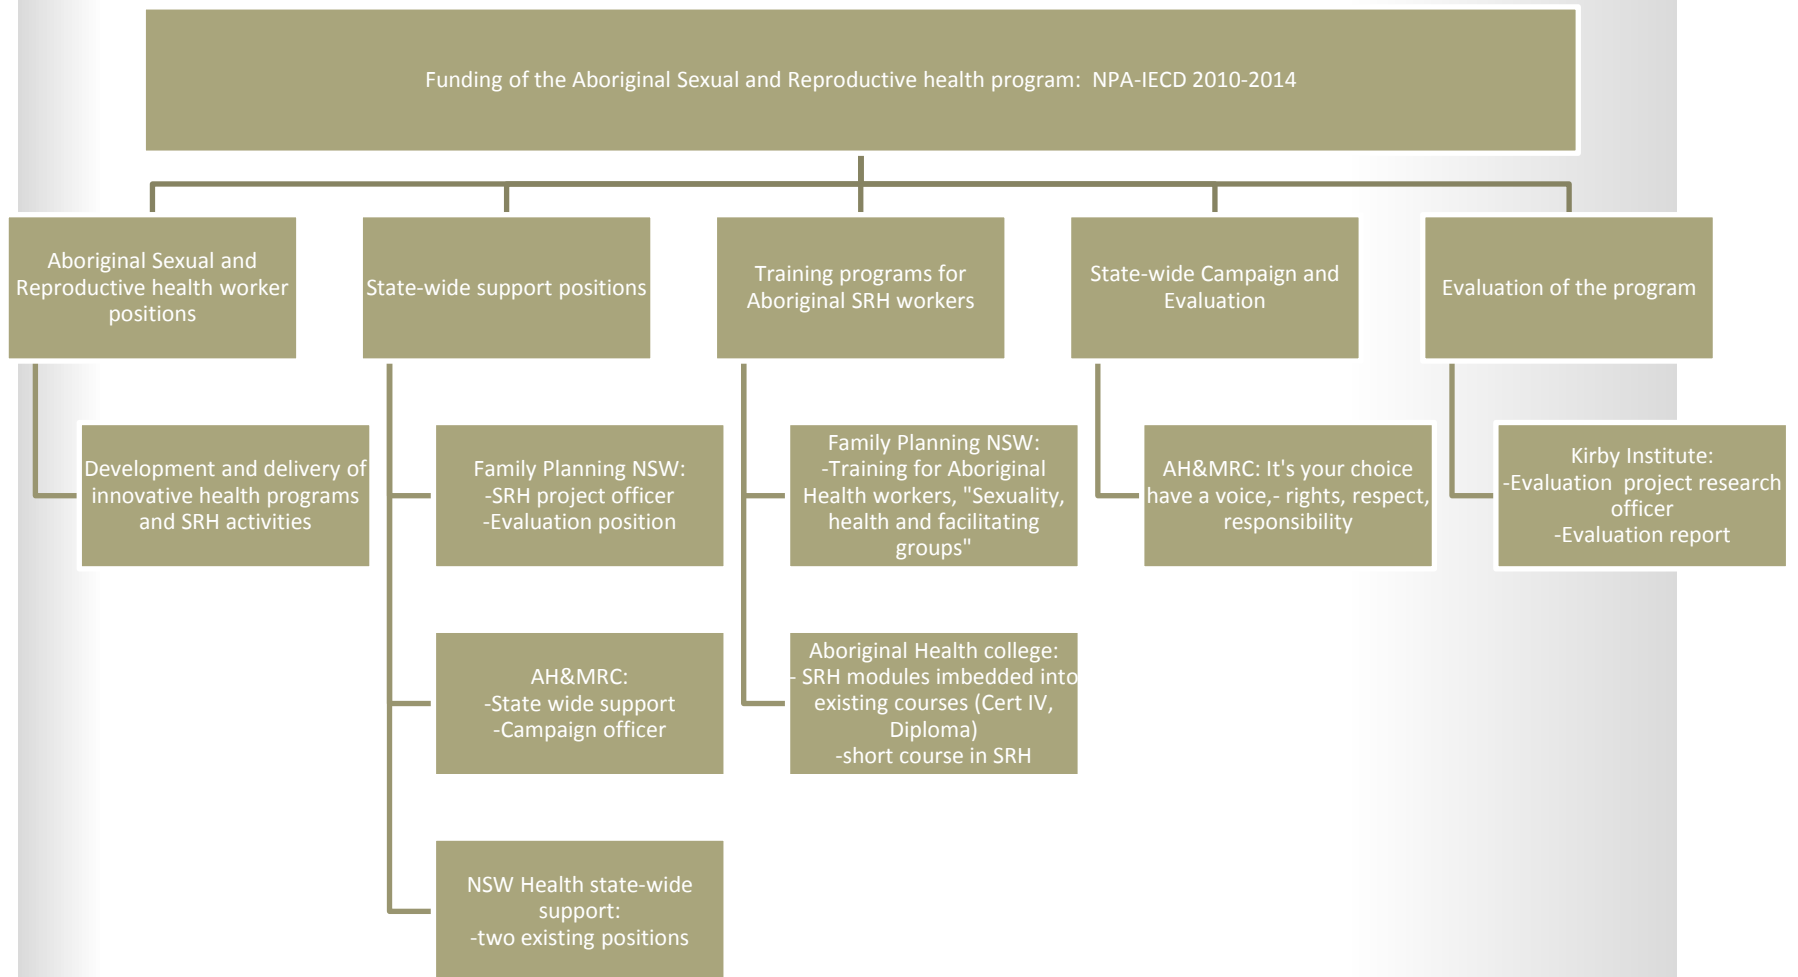 Funding of the Aboriginal Sexual and Reproductive health program:  NPA-IECD 2010-2014
Aboriginal Sexual and
Reproductive health worker
positions
State-wide support positions
Training programs for
Aboriginal SRH workers
State-wide Campaign and
Evaluation
Evaluation of the program
Development and delivery of
innovative health programs
and SRH activities
Family Planning NSW:
-SRH project officer
-Evaluation position
Family Planning NSW:
-Training for Aboriginal
Health workers, "Sexuality,
health and facilitating
groups"
AH&MRC: It's your choice
have a voice,- rights, respect,
responsibility
Kirby Institute:
-Evaluation  project research
officer
-Evaluation report
AH&MRC:
-State wide support
-Campaign officer
Aboriginal Health college:
- SRH modules imbedded into
existing courses (Cert IV,
Diploma)
-short course in SRH
NSW Health state-wide
support:
-two existing positions